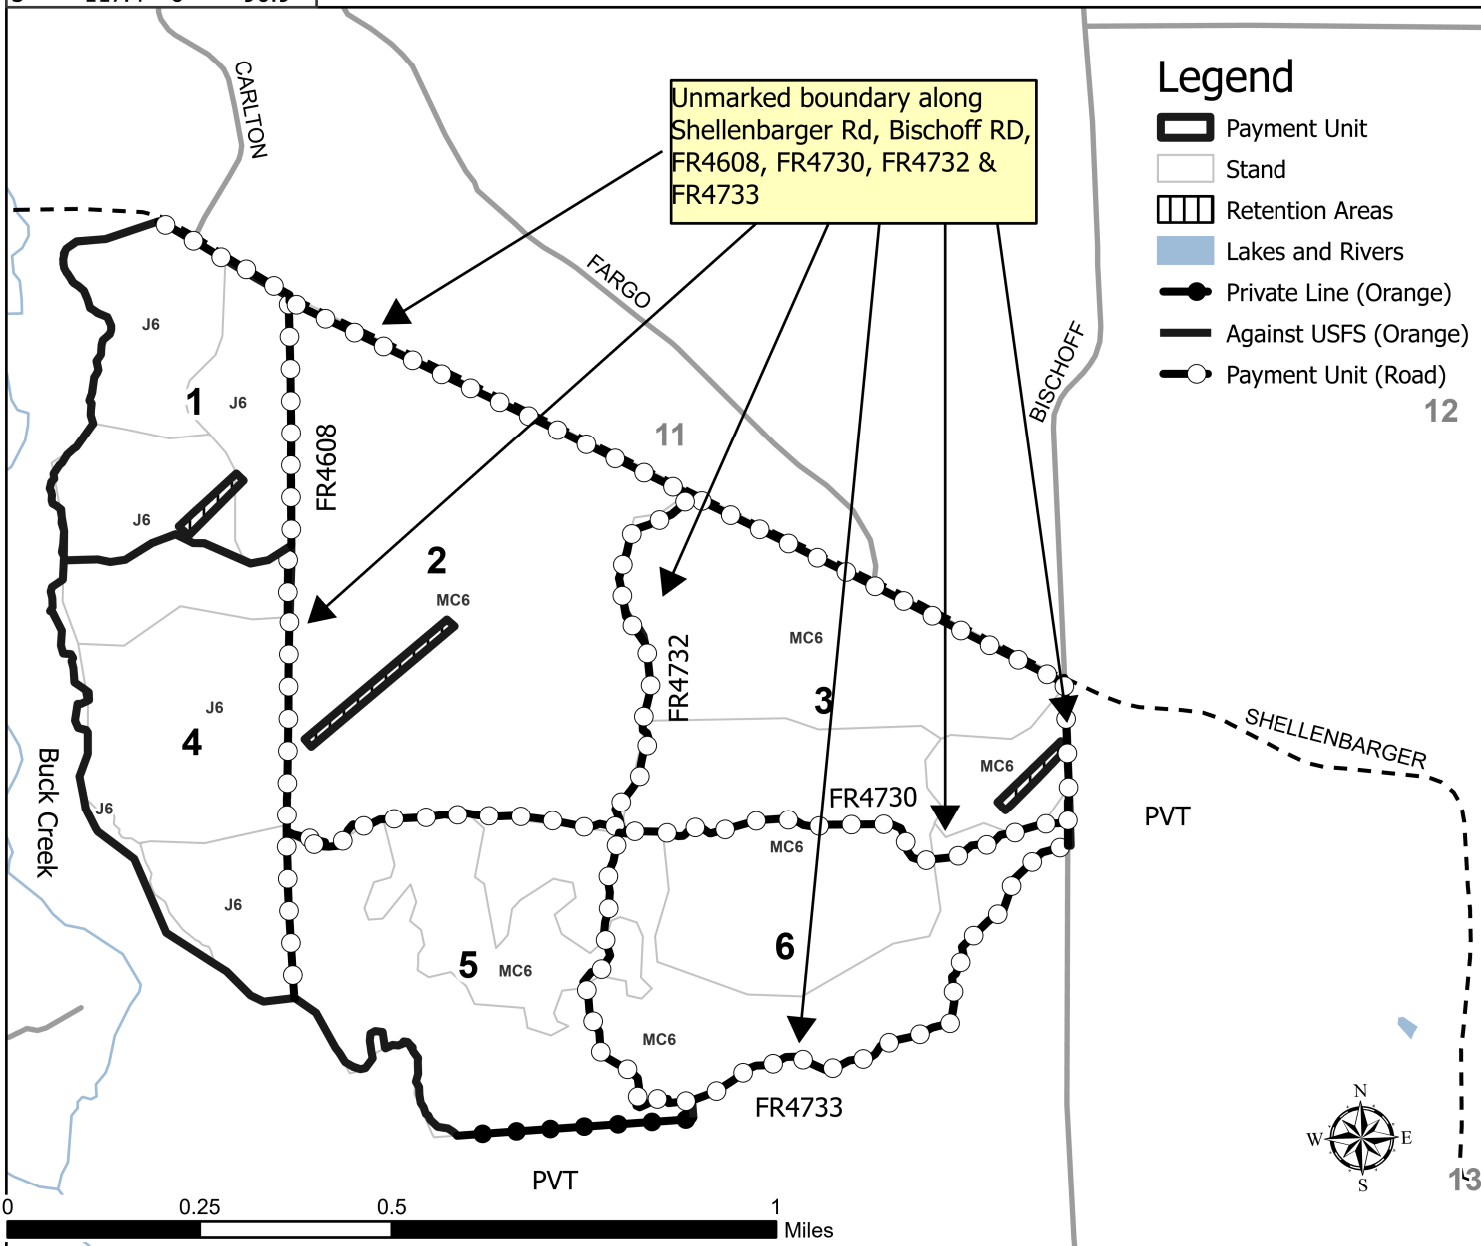 CARLTON
Unmarked boundary along
Shellenbarger Rd, Bischoff RD,
FR4608, FR4730, FR4732 &
FR4733
Legend
Payment Unit
Stand
Retention Areas
Lakes and Rivers
Private Line (Orange)
Against USFS (Orange)
Payment Unit (Road)
FARGO
BISCHOFF
12
11
J6
1
J6
FR4608
J6
2
MC6
FR4732
MC6
3
J6
4
SHELLENBARGER
MC6
Buck Creek
J6
FR4730
PVT
MC6
J6
5
MC6
6
MC6
FR4733
PVT
N
W
E
S
13
0
0.25
0.5
1
Miles